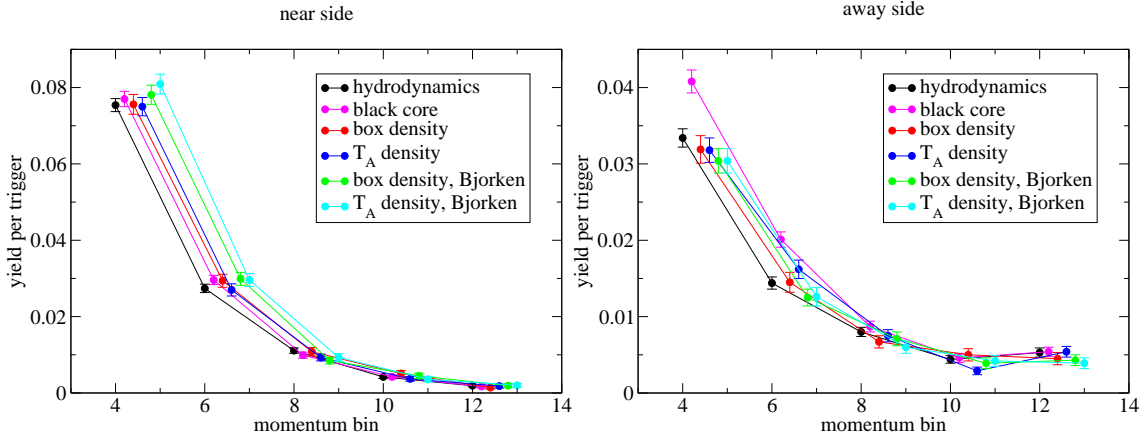 near side
0.08
0.06
0.04
0.02
0
yield per trigger
4 6 8 10 12 14
momentum bin
hydrodynamics
black core
box density
T_A density
box density, Bjorken
T_A density, Bjorken
away side
0.04
0.03
0.02
0.01
0
yield per trigger
4 6 8 10 12 14
momentum bin
hydrodynamics
black core
box density
T_A density
box density, Bjorken
T_A density, Bjorken